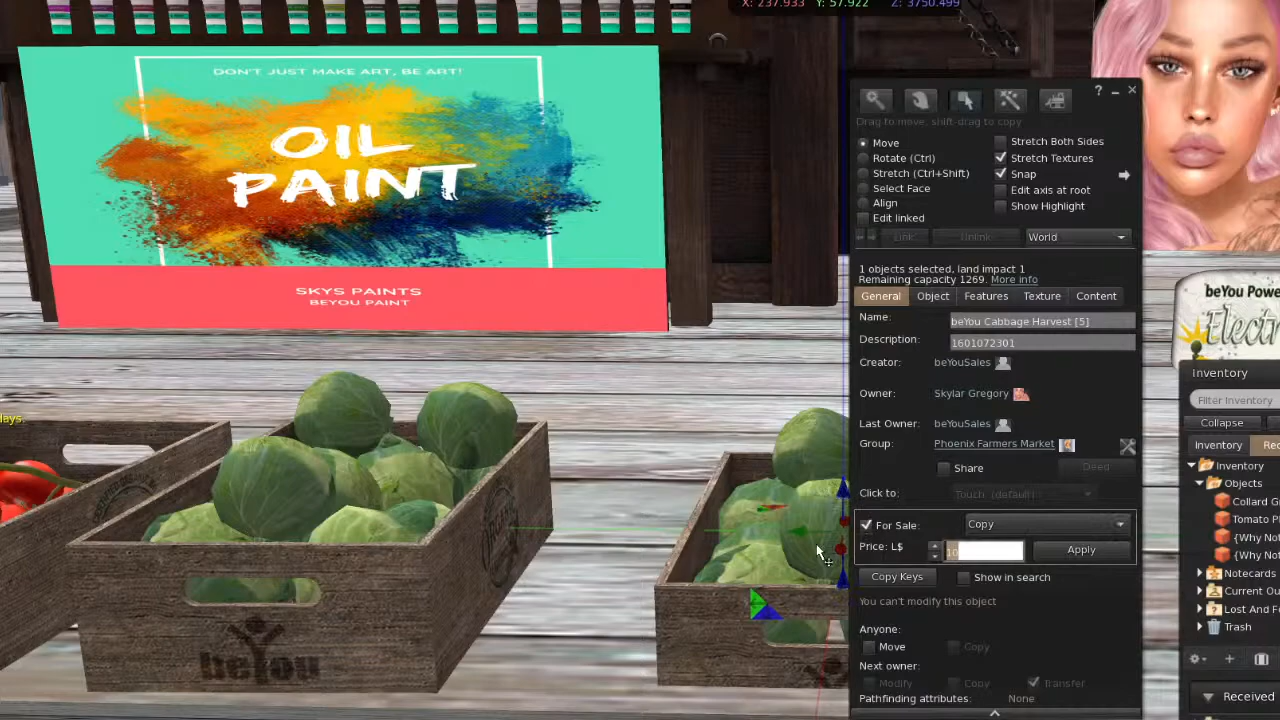 X: 237.933 Y: 57.922 Z: 3750.499
DON'T JUST MAKE ART, BE ART!
OIL
PAINT
SKYS PAINTS
BEYOU PAINT
lays
beYou
Drag to move, shift-drag to copy
Move
Rotate (Ctrl)
Stretch (Ctrl+Shift)
Select Face
Align
Edit linked
Stretch Both Sides
Stretch Textures
Snap
Edit axis at root
Show Highlight
Link
Unlink
World
1 objects selected, land impact 1
Remaining capacity 1269. More info
General Object Features Texture Content
Name: beYou Cabbage Harvest [5]
Description: 1601072301
Creator: beYouSales
Owner: Skylar Gregory
Last Owner: beYouSales
Group: Phoenix Farmers Market
Share
Deed
Click to: Touch (default)
For Sale: Copy
Price: L$ 10 Apply
Copy Keys Show in search
You can't modify this object
Anyone:
Move Copy
Next owner:
Modify Copy Transfer
Pathfinding attributes: None
beYou Powe
Electr
Inventory
Filter Inventory
Collapse
Inventory Rec
Inventory
Objects
Collard G
Tomato P
{Why Not
{Why Not
Notecards
Current Ou
Lost And F
Trash
Received